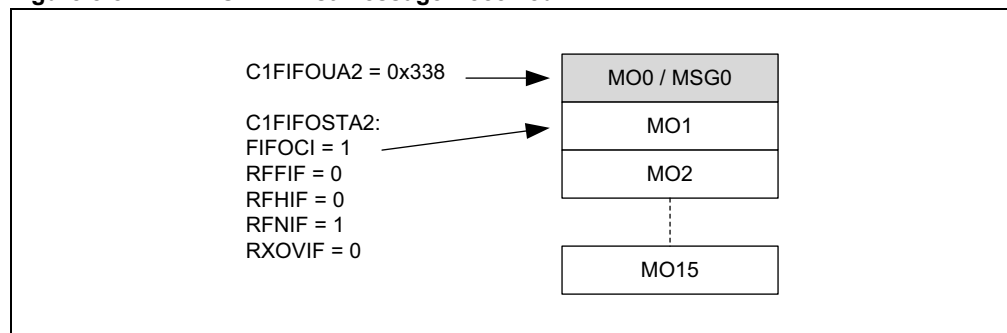 C1FIFOUA2 = 0x338
MO0 / MSG0
C1FIFOSTA2:
MO1
FIFOCI = 1
RFFIF = 0
MO2
RFHIF = 0
RFNIF = 1
RXOVIF = 0
MO15